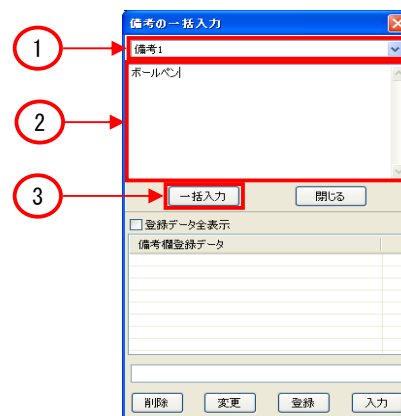 備考の一括入力
1
備考1
ボールペン
2
3
一括入力
閉じる
登録データ全表示
備考欄登録データ
削除
変更
登録
入力